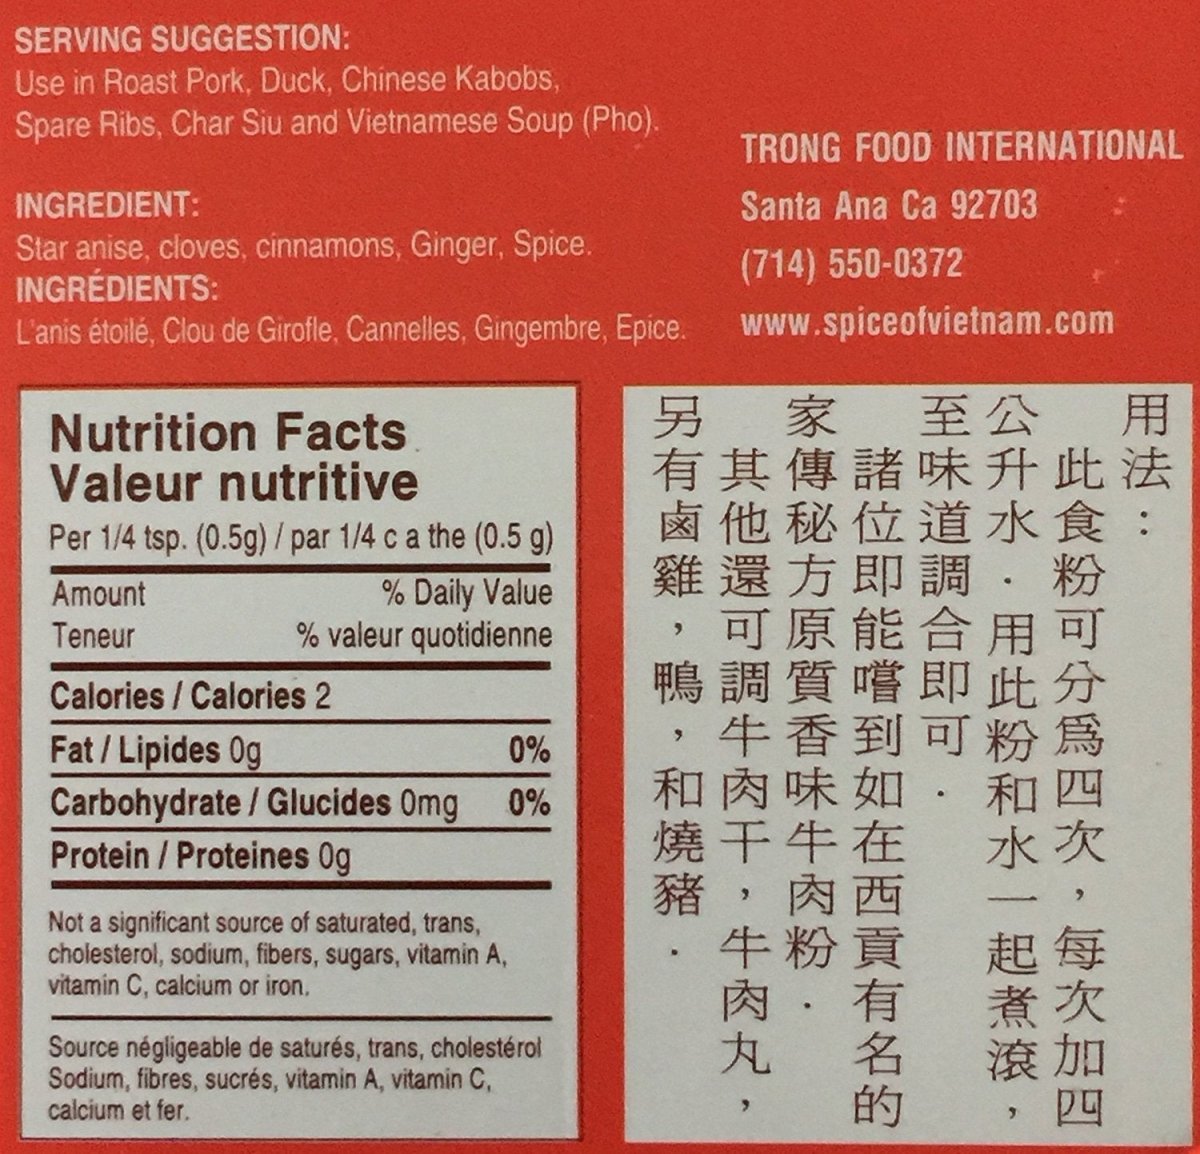 SERVING SUGGESTION:
Use in Roast Pork, Duck, Chinese Kabobs,
Spare Ribs, Char Siu and Vietnamese Soup (Pho).
INGREDIENT:
Star anise, cloves, cinnamons, Ginger, Spice.
INGRÉDIENTS:
L'anis étoilé, Clou de Girofle, Cannelles, Gingembre, Epice.
TRONG FOOD INTERNATIONAL
Santa Ana Ca 92703
(714) 550-0372
www.spiceofvietnam.com
Nutrition Facts
Valeur nutritive
Per 1/4 tsp. (0.5g) / par 1/4 c a the (0.5 g)
Amount % Daily Value
Teneur % valeur quotidienne
Calories / Calories 2
Fat / Lipides 0g 0%
Carbohydrate / Glucides 0mg 0%
Protein / Proteines 0g
Not a significant source of saturated, trans,
cholesterol, sodium, fibers, sugars, vitamin A,
vitamin C, calcium or iron.
Source négligeable de saturés, trans, cholestérol
Sodium, fibres, sucrés, vitamin A, vitamin C,
calcium et fer.
用法：
此食粉可分爲四次，每次加四
公升水．用此粉和水一起煮滾，
至味道調合即可．
諸位即能嚐到如在西貢有名的
家傳秘方原質香味牛肉粉．
其他還可調牛肉干，牛肉丸，
另有鹵雞，鴨，和燒豬．